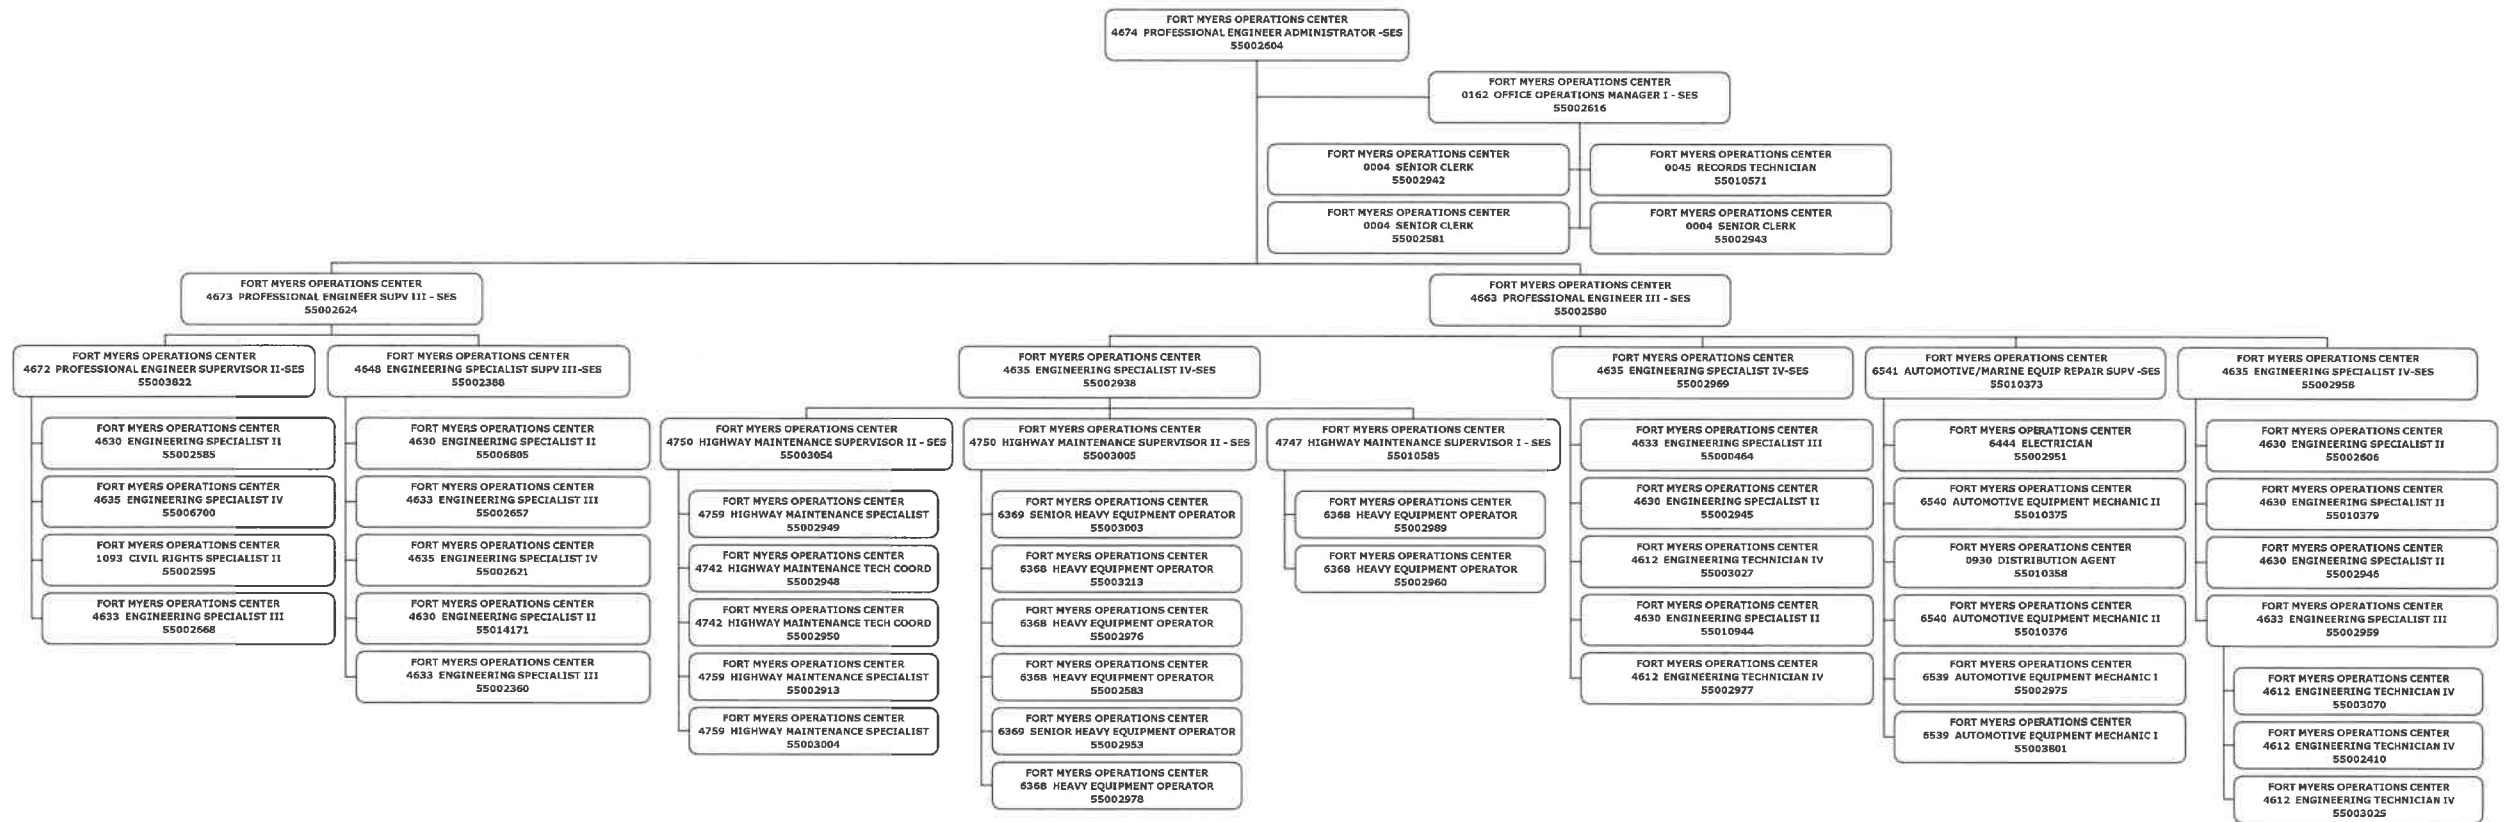 FORT MYERS OPERATIONS CENTER
4674 PROFESSIONAL ENGINEER ADMINISTRATOR -SES
55002604
FORT MYERS OPERATIONS CENTER
0162 OFFICE OPERATIONS MANAGER I - SES
55002616
FORT MYERS OPERATIONS CENTER
0004 SENIOR CLERK
55002942
FORT MYERS OPERATIONS CENTER
0045 RECORDS TECHNICIAN
55010571
FORT MYERS OPERATIONS CENTER
0004 SENIOR CLERK
55002581
FORT MYERS OPERATIONS CENTER
0004 SENIOR CLERK
55002943
FORT MYERS OPERATIONS CENTER
4673 PROFESSIONAL ENGINEER SUPV III - SES
55002624
FORT MYERS OPERATIONS CENTER
4663 PROFESSIONAL ENGINEER III - SES
55002580
FORT MYERS OPERATIONS CENTER
4672 PROFESSIONAL ENGINEER SUPERVISOR II-SES
55003822
FORT MYERS OPERATIONS CENTER
4630 ENGINEERING SPECIALIST II
55002585
FORT MYERS OPERATIONS CENTER
4635 ENGINEERING SPECIALIST IV
55006700
FORT MYERS OPERATIONS CENTER
1093 CIVIL RIGHTS SPECIALIST II
55002595
FORT MYERS OPERATIONS CENTER
4633 ENGINEERING SPECIALIST III
55002668
FORT MYERS OPERATIONS CENTER
4648 ENGINEERING SPECIALIST SUPV III-SES
55002388
FORT MYERS OPERATIONS CENTER
4630 ENGINEERING SPECIALIST II
55006805
FORT MYERS OPERATIONS CENTER
4633 ENGINEERING SPECIALIST III
55002657
FORT MYERS OPERATIONS CENTER
4635 ENGINEERING SPECIALIST IV
55002621
FORT MYERS OPERATIONS CENTER
4630 ENGINEERING SPECIALIST II
55014171
FORT MYERS OPERATIONS CENTER
4633 ENGINEERING SPECIALIST III
55002360
FORT MYERS OPERATIONS CENTER
4635 ENGINEERING SPECIALIST IV-SES
55002938
FORT MYERS OPERATIONS CENTER
4750 HIGHWAY MAINTENANCE SUPERVISOR II - SES
55003054
FORT MYERS OPERATIONS CENTER
4759 HIGHWAY MAINTENANCE SPECIALIST
55002949
FORT MYERS OPERATIONS CENTER
4742 HIGHWAY MAINTENANCE TECH COORD
55002948
FORT MYERS OPERATIONS CENTER
4742 HIGHWAY MAINTENANCE TECH COORD
55002950
FORT MYERS OPERATIONS CENTER
4759 HIGHWAY MAINTENANCE SPECIALIST
55002913
FORT MYERS OPERATIONS CENTER
4759 HIGHWAY MAINTENANCE SPECIALIST
55003004
FORT MYERS OPERATIONS CENTER
4750 HIGHWAY MAINTENANCE SUPERVISOR II - SES
55003005
FORT MYERS OPERATIONS CENTER
6369 SENIOR HEAVY EQUIPMENT OPERATOR
55003003
FORT MYERS OPERATIONS CENTER
6368 HEAVY EQUIPMENT OPERATOR
55003213
FORT MYERS OPERATIONS CENTER
6368 HEAVY EQUIPMENT OPERATOR
55002976
FORT MYERS OPERATIONS CENTER
6368 HEAVY EQUIPMENT OPERATOR
55002583
FORT MYERS OPERATIONS CENTER
6369 SENIOR HEAVY EQUIPMENT OPERATOR
55002953
FORT MYERS OPERATIONS CENTER
6368 HEAVY EQUIPMENT OPERATOR
55002978
FORT MYERS OPERATIONS CENTER
4747 HIGHWAY MAINTENANCE SUPERVISOR I - SES
55010585
FORT MYERS OPERATIONS CENTER
6368 HEAVY EQUIPMENT OPERATOR
55002989
FORT MYERS OPERATIONS CENTER
6368 HEAVY EQUIPMENT OPERATOR
55002960
FORT MYERS OPERATIONS CENTER
4635 ENGINEERING SPECIALIST IV-SES
55002969
FORT MYERS OPERATIONS CENTER
4633 ENGINEERING SPECIALIST III
55000464
FORT MYERS OPERATIONS CENTER
4630 ENGINEERING SPECIALIST II
55002945
FORT MYERS OPERATIONS CENTER
4612 ENGINEERING TECHNICIAN IV
55003027
FORT MYERS OPERATIONS CENTER
4630 ENGINEERING SPECIALIST II
55010944
FORT MYERS OPERATIONS CENTER
4612 ENGINEERING TECHNICIAN IV
55002977
FORT MYERS OPERATIONS CENTER
6541 AUTOMOTIVE/MARINE EQUIP REPAIR SUPV -SES
55010373
FORT MYERS OPERATIONS CENTER
6444 ELECTRICIAN
55002951
FORT MYERS OPERATIONS CENTER
6540 AUTOMOTIVE EQUIPMENT MECHANIC II
55010375
FORT MYERS OPERATIONS CENTER
0930 DISTRIBUTION AGENT
55010358
FORT MYERS OPERATIONS CENTER
6540 AUTOMOTIVE EQUIPMENT MECHANIC II
55010376
FORT MYERS OPERATIONS CENTER
6539 AUTOMOTIVE EQUIPMENT MECHANIC I
55002975
FORT MYERS OPERATIONS CENTER
6539 AUTOMOTIVE EQUIPMENT MECHANIC I
55003801
FORT MYERS OPERATIONS CENTER
4635 ENGINEERING SPECIALIST IV-SES
55002958
FORT MYERS OPERATIONS CENTER
4630 ENGINEERING SPECIALIST II
55002606
FORT MYERS OPERATIONS CENTER
4630 ENGINEERING SPECIALIST II
55010379
FORT MYERS OPERATIONS CENTER
4630 ENGINEERING SPECIALIST II
55002946
FORT MYERS OPERATIONS CENTER
4633 ENGINEERING SPECIALIST III
55002959
FORT MYERS OPERATIONS CENTER
4612 ENGINEERING TECHNICIAN IV
55003070
FORT MYERS OPERATIONS CENTER
4612 ENGINEERING TECHNICIAN IV
55002410
FORT MYERS OPERATIONS CENTER
4612 ENGINEERING TECHNICIAN IV
55003025